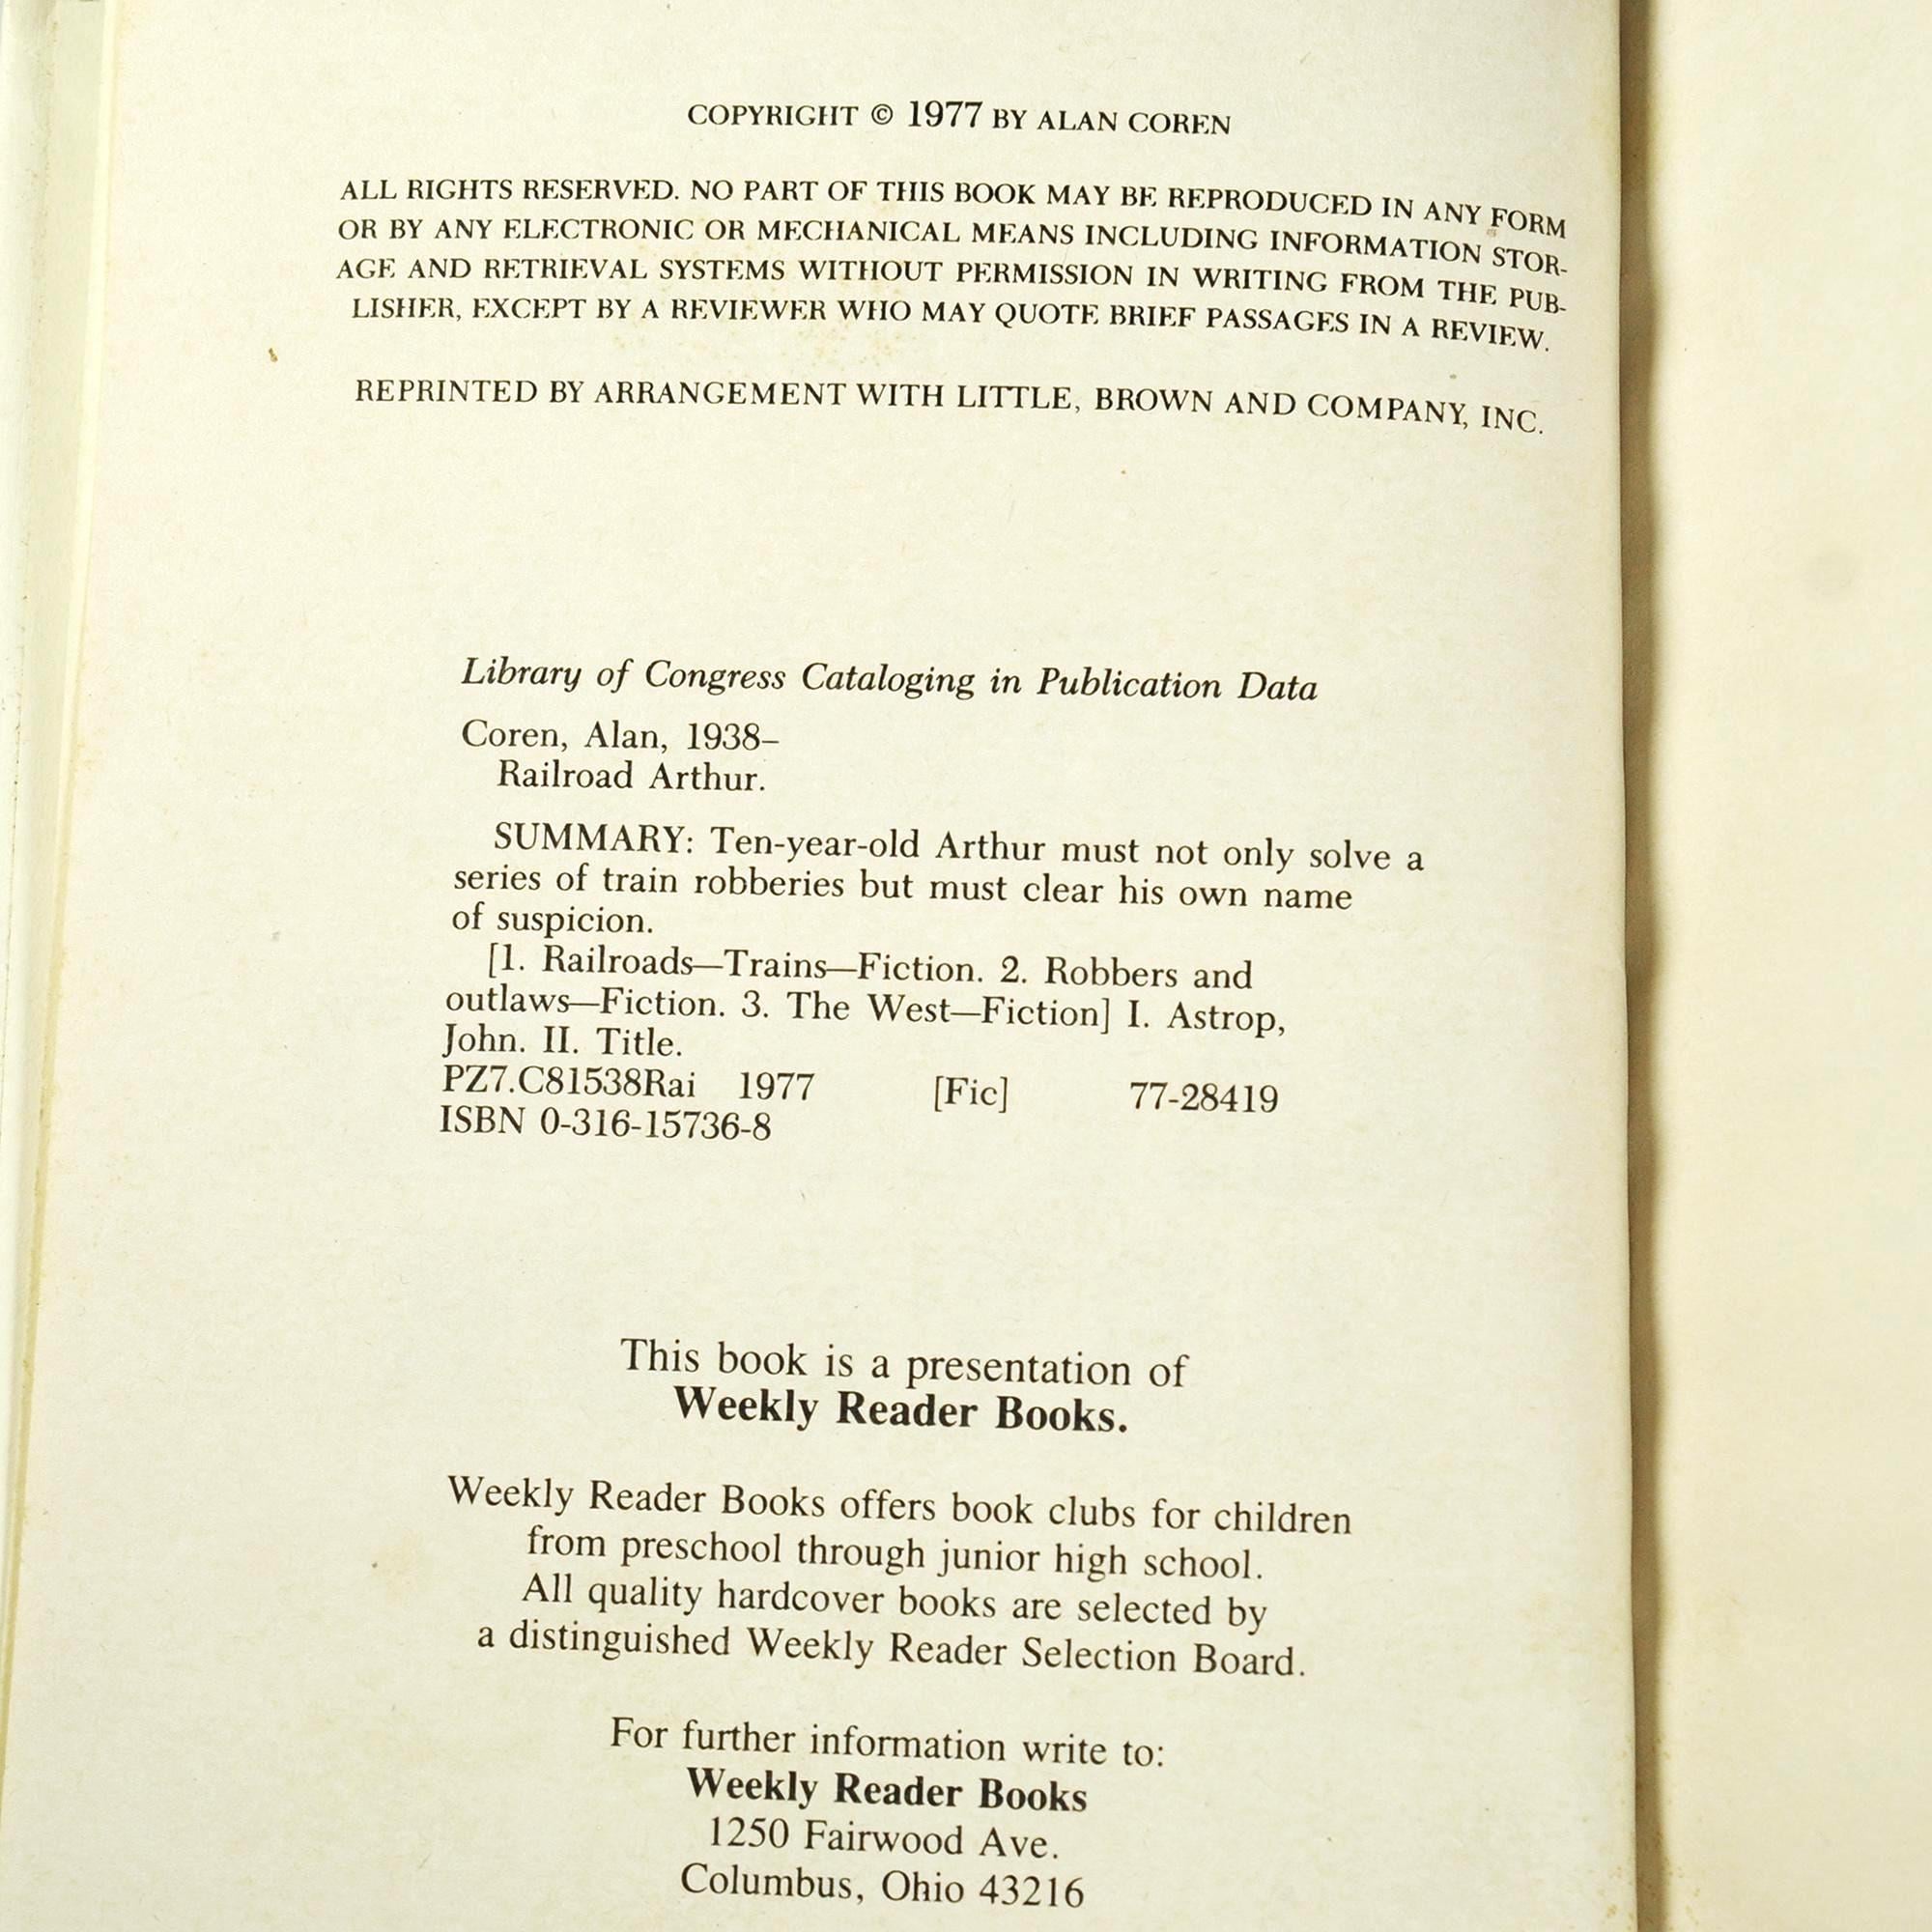 COPYRIGHT © 1977 BY ALAN COREN
ALL RIGHTS RESERVED. NO PART OF THIS BOOK MAY BE REPRODUCED IN ANY FORM
OR BY ANY ELECTRONIC OR MECHANICAL MEANS INCLUDING INFORMATION STOR-
AGE AND RETRIEVAL SYSTEMS WITHOUT PERMISSION IN WRITING FROM THE PUB-
LISHER, EXCEPT BY A REVIEWER WHO MAY QUOTE BRIEF PASSAGES IN A REVIEW.
REPRINTED BY ARRANGEMENT WITH LITTLE, BROWN AND COMPANY, INC.
Library of Congress Cataloging in Publication Data
Coren, Alan, 1938–
Railroad Arthur.
SUMMARY: Ten-year-old Arthur must not only solve a
series of train robberies but must clear his own name
of suspicion.
[1. Railroads—Trains—Fiction. 2. Robbers and
outlaws—Fiction. 3. The West—Fiction] I. Astrop,
John. II. Title.
PZ7.C81538Rai 1977 [Fic] 77-28419
ISBN 0-316-15736-8
This book is a presentation of
Weekly Reader Books.
Weekly Reader Books offers book clubs for children
from preschool through junior high school.
All quality hardcover books are selected by
a distinguished Weekly Reader Selection Board.
For further information write to:
Weekly Reader Books
1250 Fairwood Ave.
Columbus, Ohio 43216